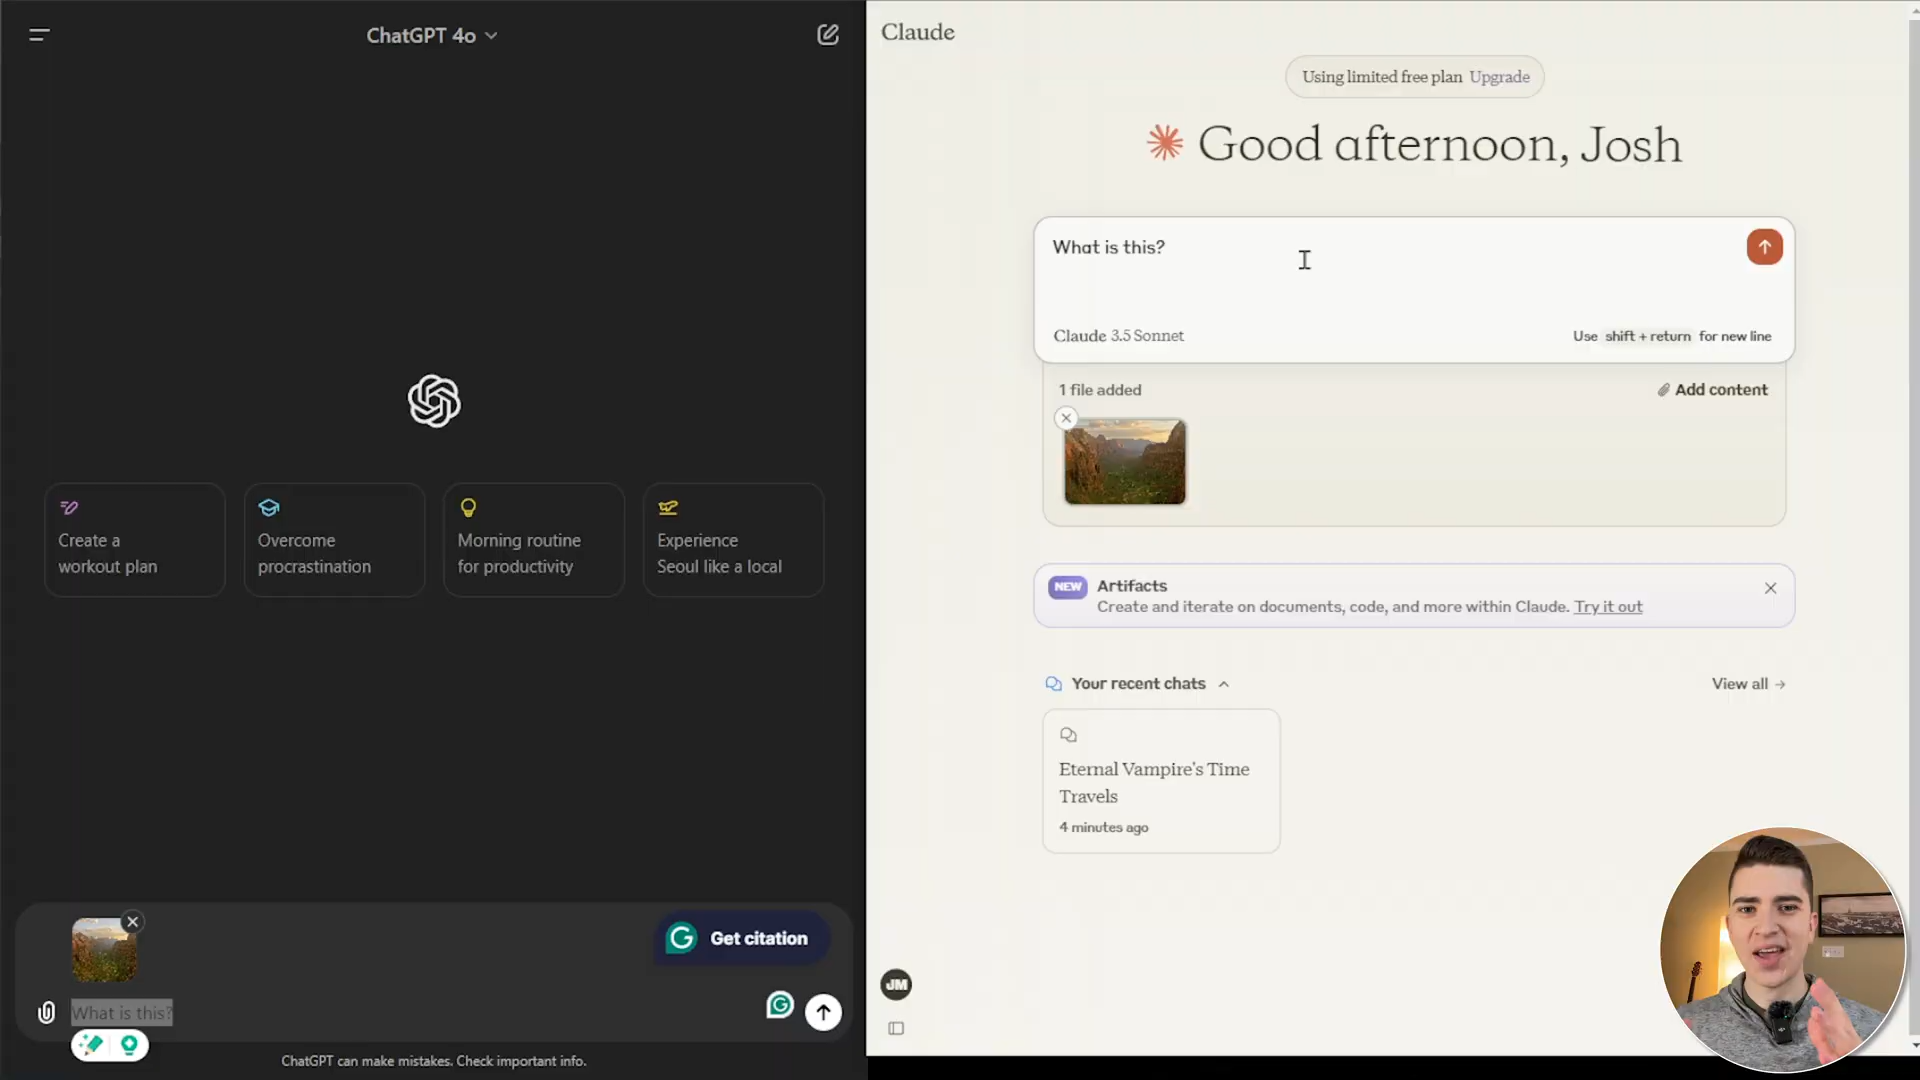 ChatGPT 4o
Create a
workout plan
Overcome
procrastination
Morning routine
for productivity
Experience
Seoul like a local
Get citation
What is this?
ChatGPT can make mistakes. Check important info.
Claude
Using limited free plan Upgrade
Good afternoon, Josh
What is this?
Claude 3.5 Sonnet
Use shift + return for new line
1 file added
Add content
NEW
Artifacts
Create and iterate on documents, code, and more within Claude. Try it out
Your recent chats
View all →
Eternal Vampire's Time
Travels
4 minutes ago
JM